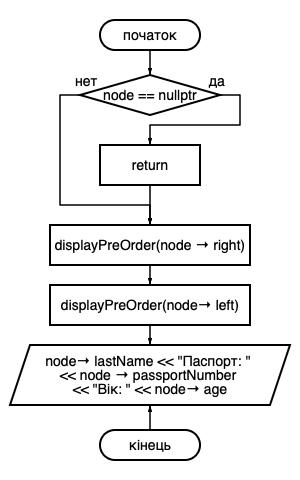 початок
нет
да
node == nullptr
return
displayPreOrder(node → right)
displayPreOrder(node→ left)
node→ lastName << "Паспорт: "
<< node → passportNumber
<< "Вік: " << node→ age
кінець